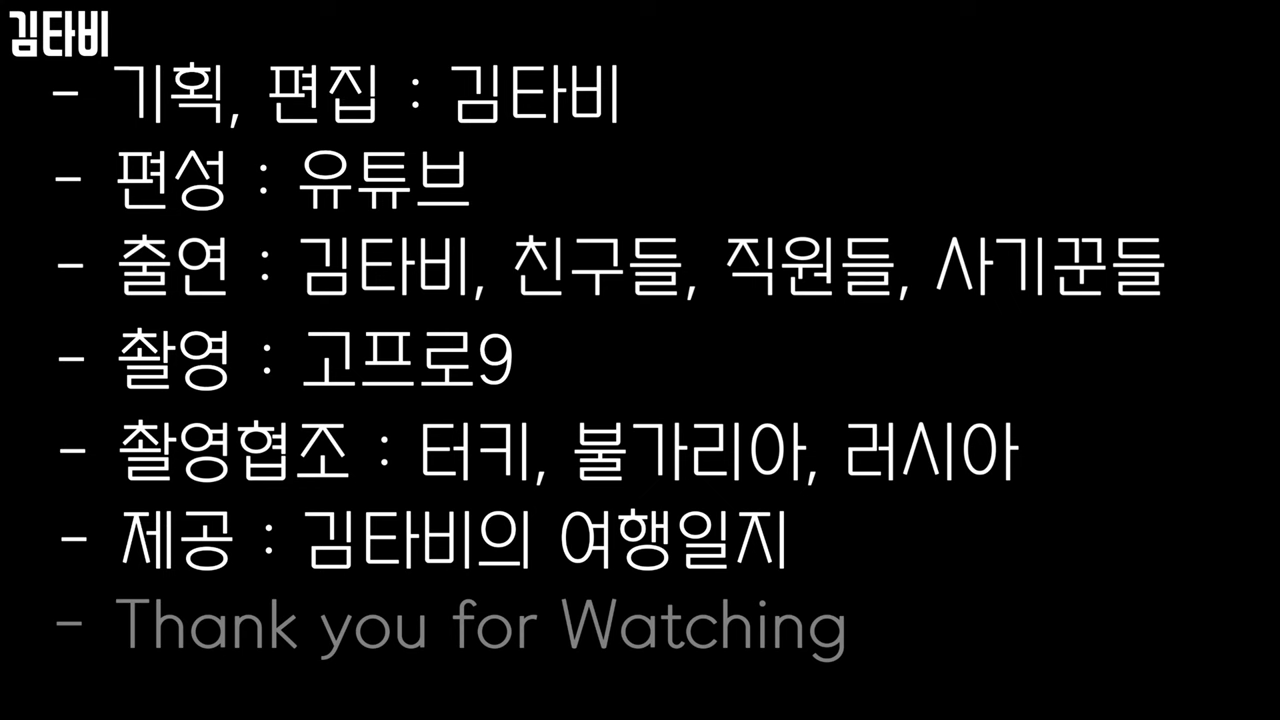 김타비
- 기획, 편집 : 김타비
- 편성 : 유튜브
- 출연 : 김타비, 친구들, 직원들, 사기꾼들
- 촬영 : 고프로9
- 촬영협조 : 터키, 불가리아, 러시아
- 제공 : 김타비의 여행일지
- Thank you for Watching